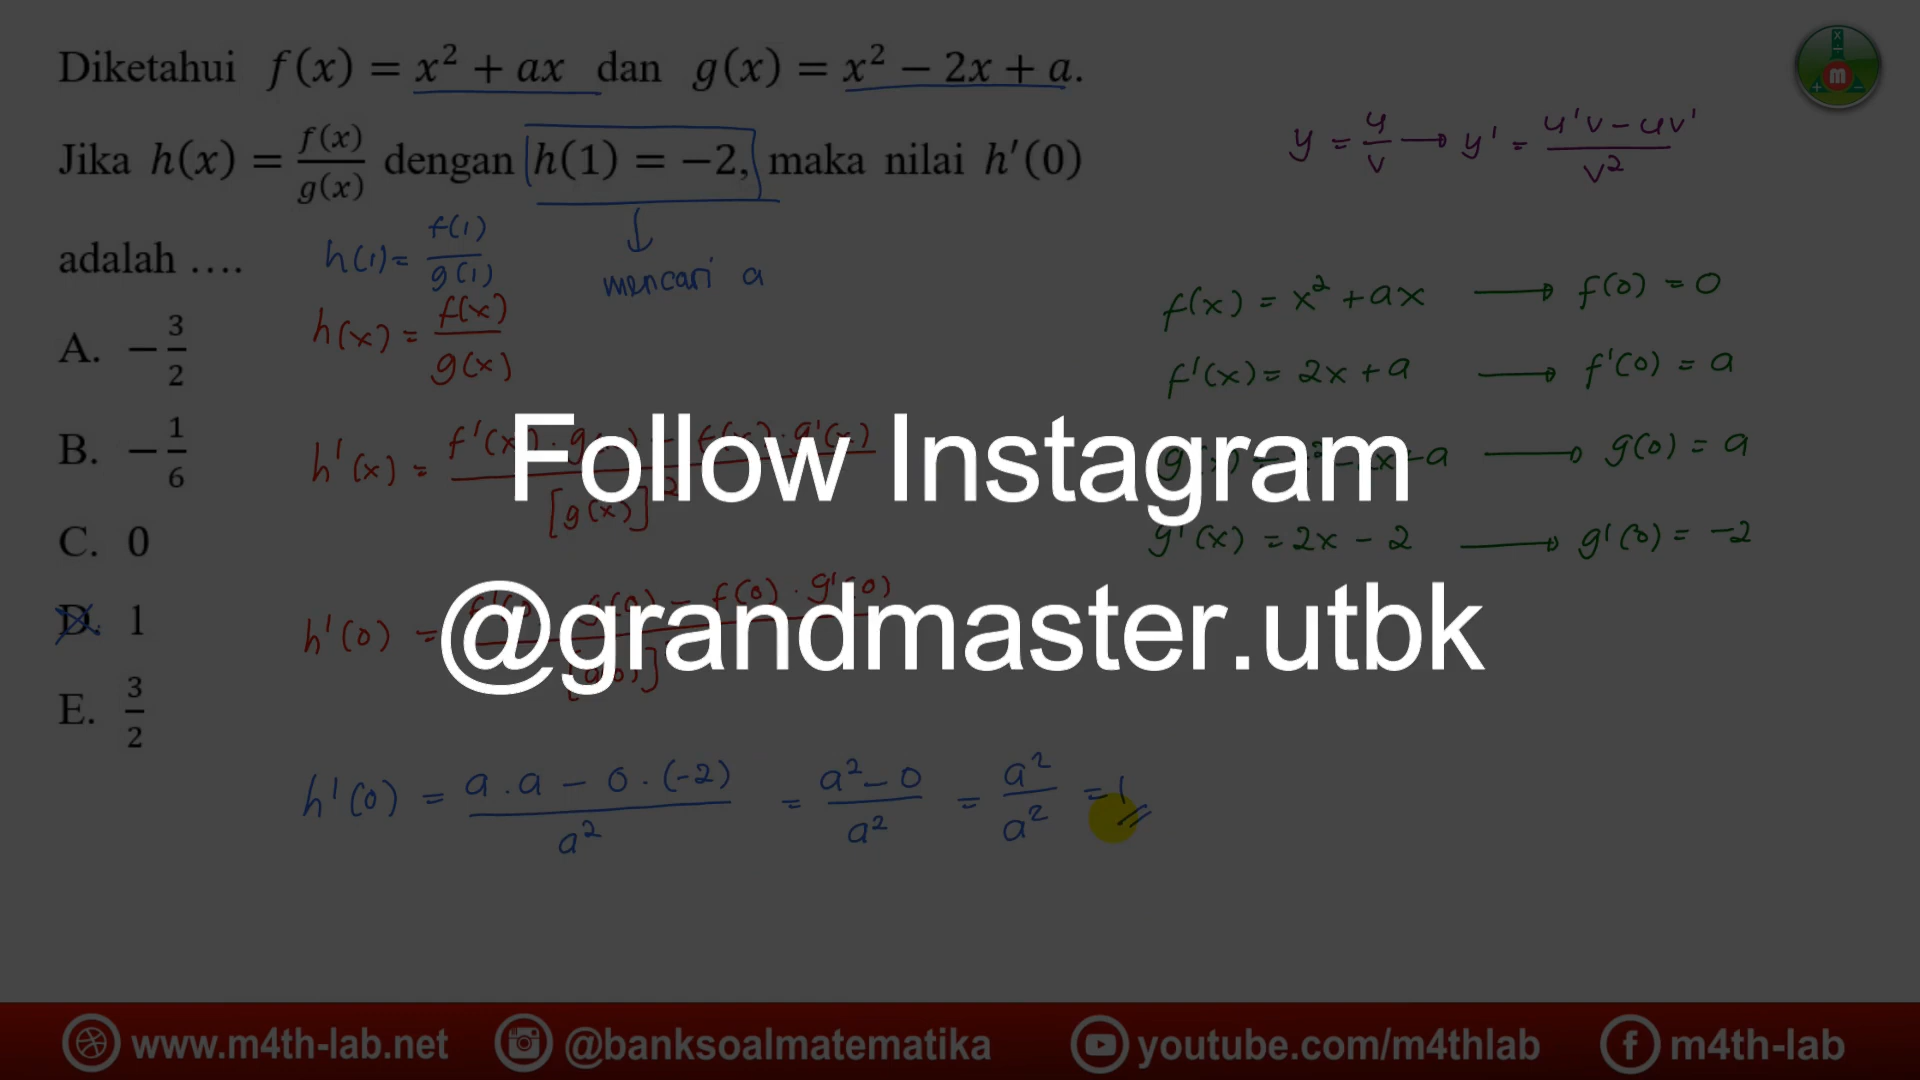 Diketahui f(x) = x² + ax dan g(x) = x² − 2x + a.
Jika h(x) = f(x)/g(x) dengan h(1) = −2, maka nilai h'(0)
adalah ….
A. −3/2
B. −1/6
C. 0
D. 1
E. 3/2
h(1) = f(1)/g(1)
mencari a
h(x) = f(x)/g(x)
h'(x) =
h'(0) =
h'(0) = a . a − 0 . (−2)/a² = a² − 0/a² = a²/a² = 1
y = u/v → y' = u'v − uv'/v²
f(x) = x² + ax → f(0) = 0
f'(x) = 2x + a → f'(0) = a
→ g(0) = a
g'(x) = 2x − 2 → g'(0) = −2
Follow Instagram
@grandmaster.utbk
m
www.m4th-lab.net
@banksoalmatematika
youtube.com/m4thlab
m4th-lab